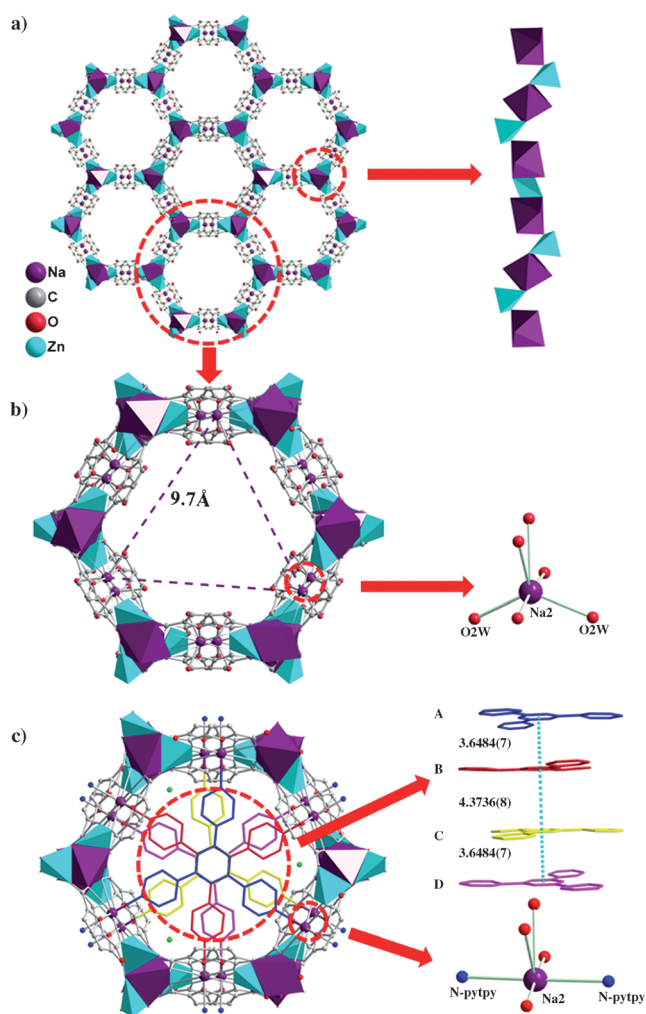 a)
Na
C
O
Zn
b)
9.7Å
Na2
O2W O2W
c)
A
3.6484(7)
B
4.3736(8)
C
3.6484(7)
D
N-pytpy Na2 N-pytpy